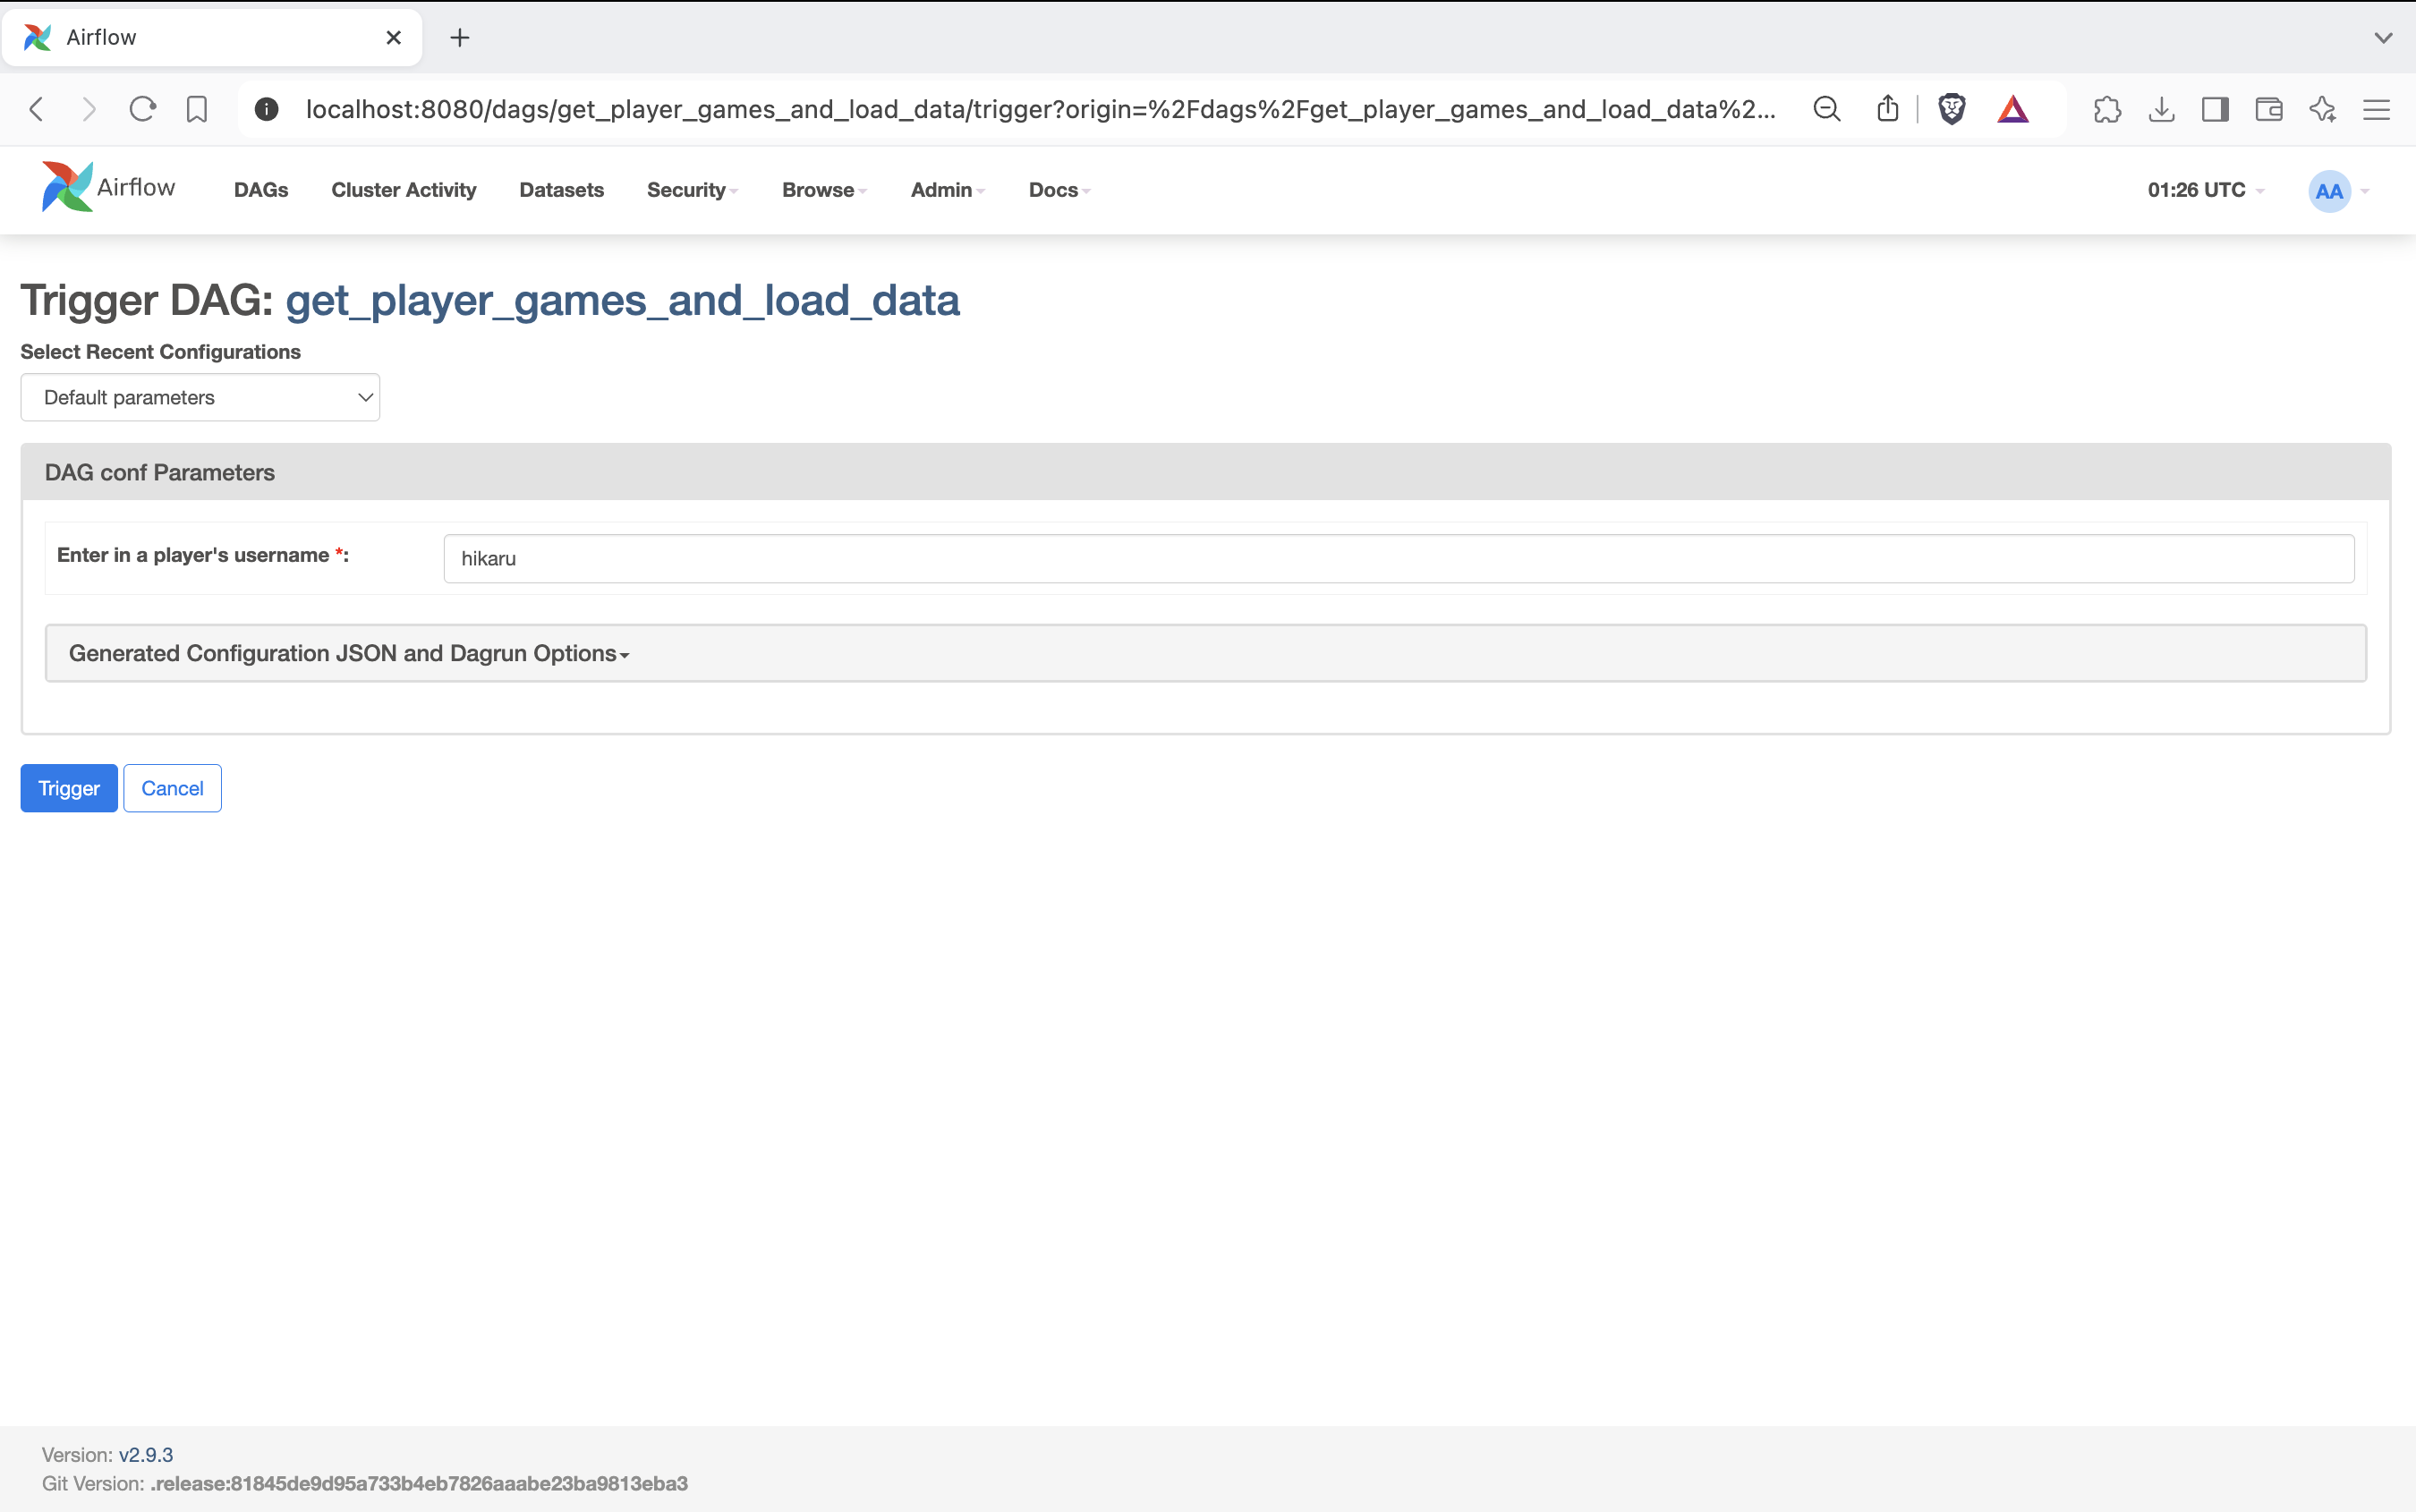 Airflow
localhost:8080/dags/get_player_games_and_load_data/trigger?origin=%2Fdags%2Fget_player_games_and_load_data%2...
Airflow DAGs Cluster Activity Datasets Security Browse Admin Docs 01:26 UTC AA
Trigger DAG: get_player_games_and_load_data
Select Recent Configurations
Default parameters
DAG conf Parameters
Enter in a player's username *: hikaru
Generated Configuration JSON and Dagrun Options
Trigger Cancel
Version: v2.9.3
Git Version: .release:81845de9d95a733b4eb7826aaabe23ba9813eba3